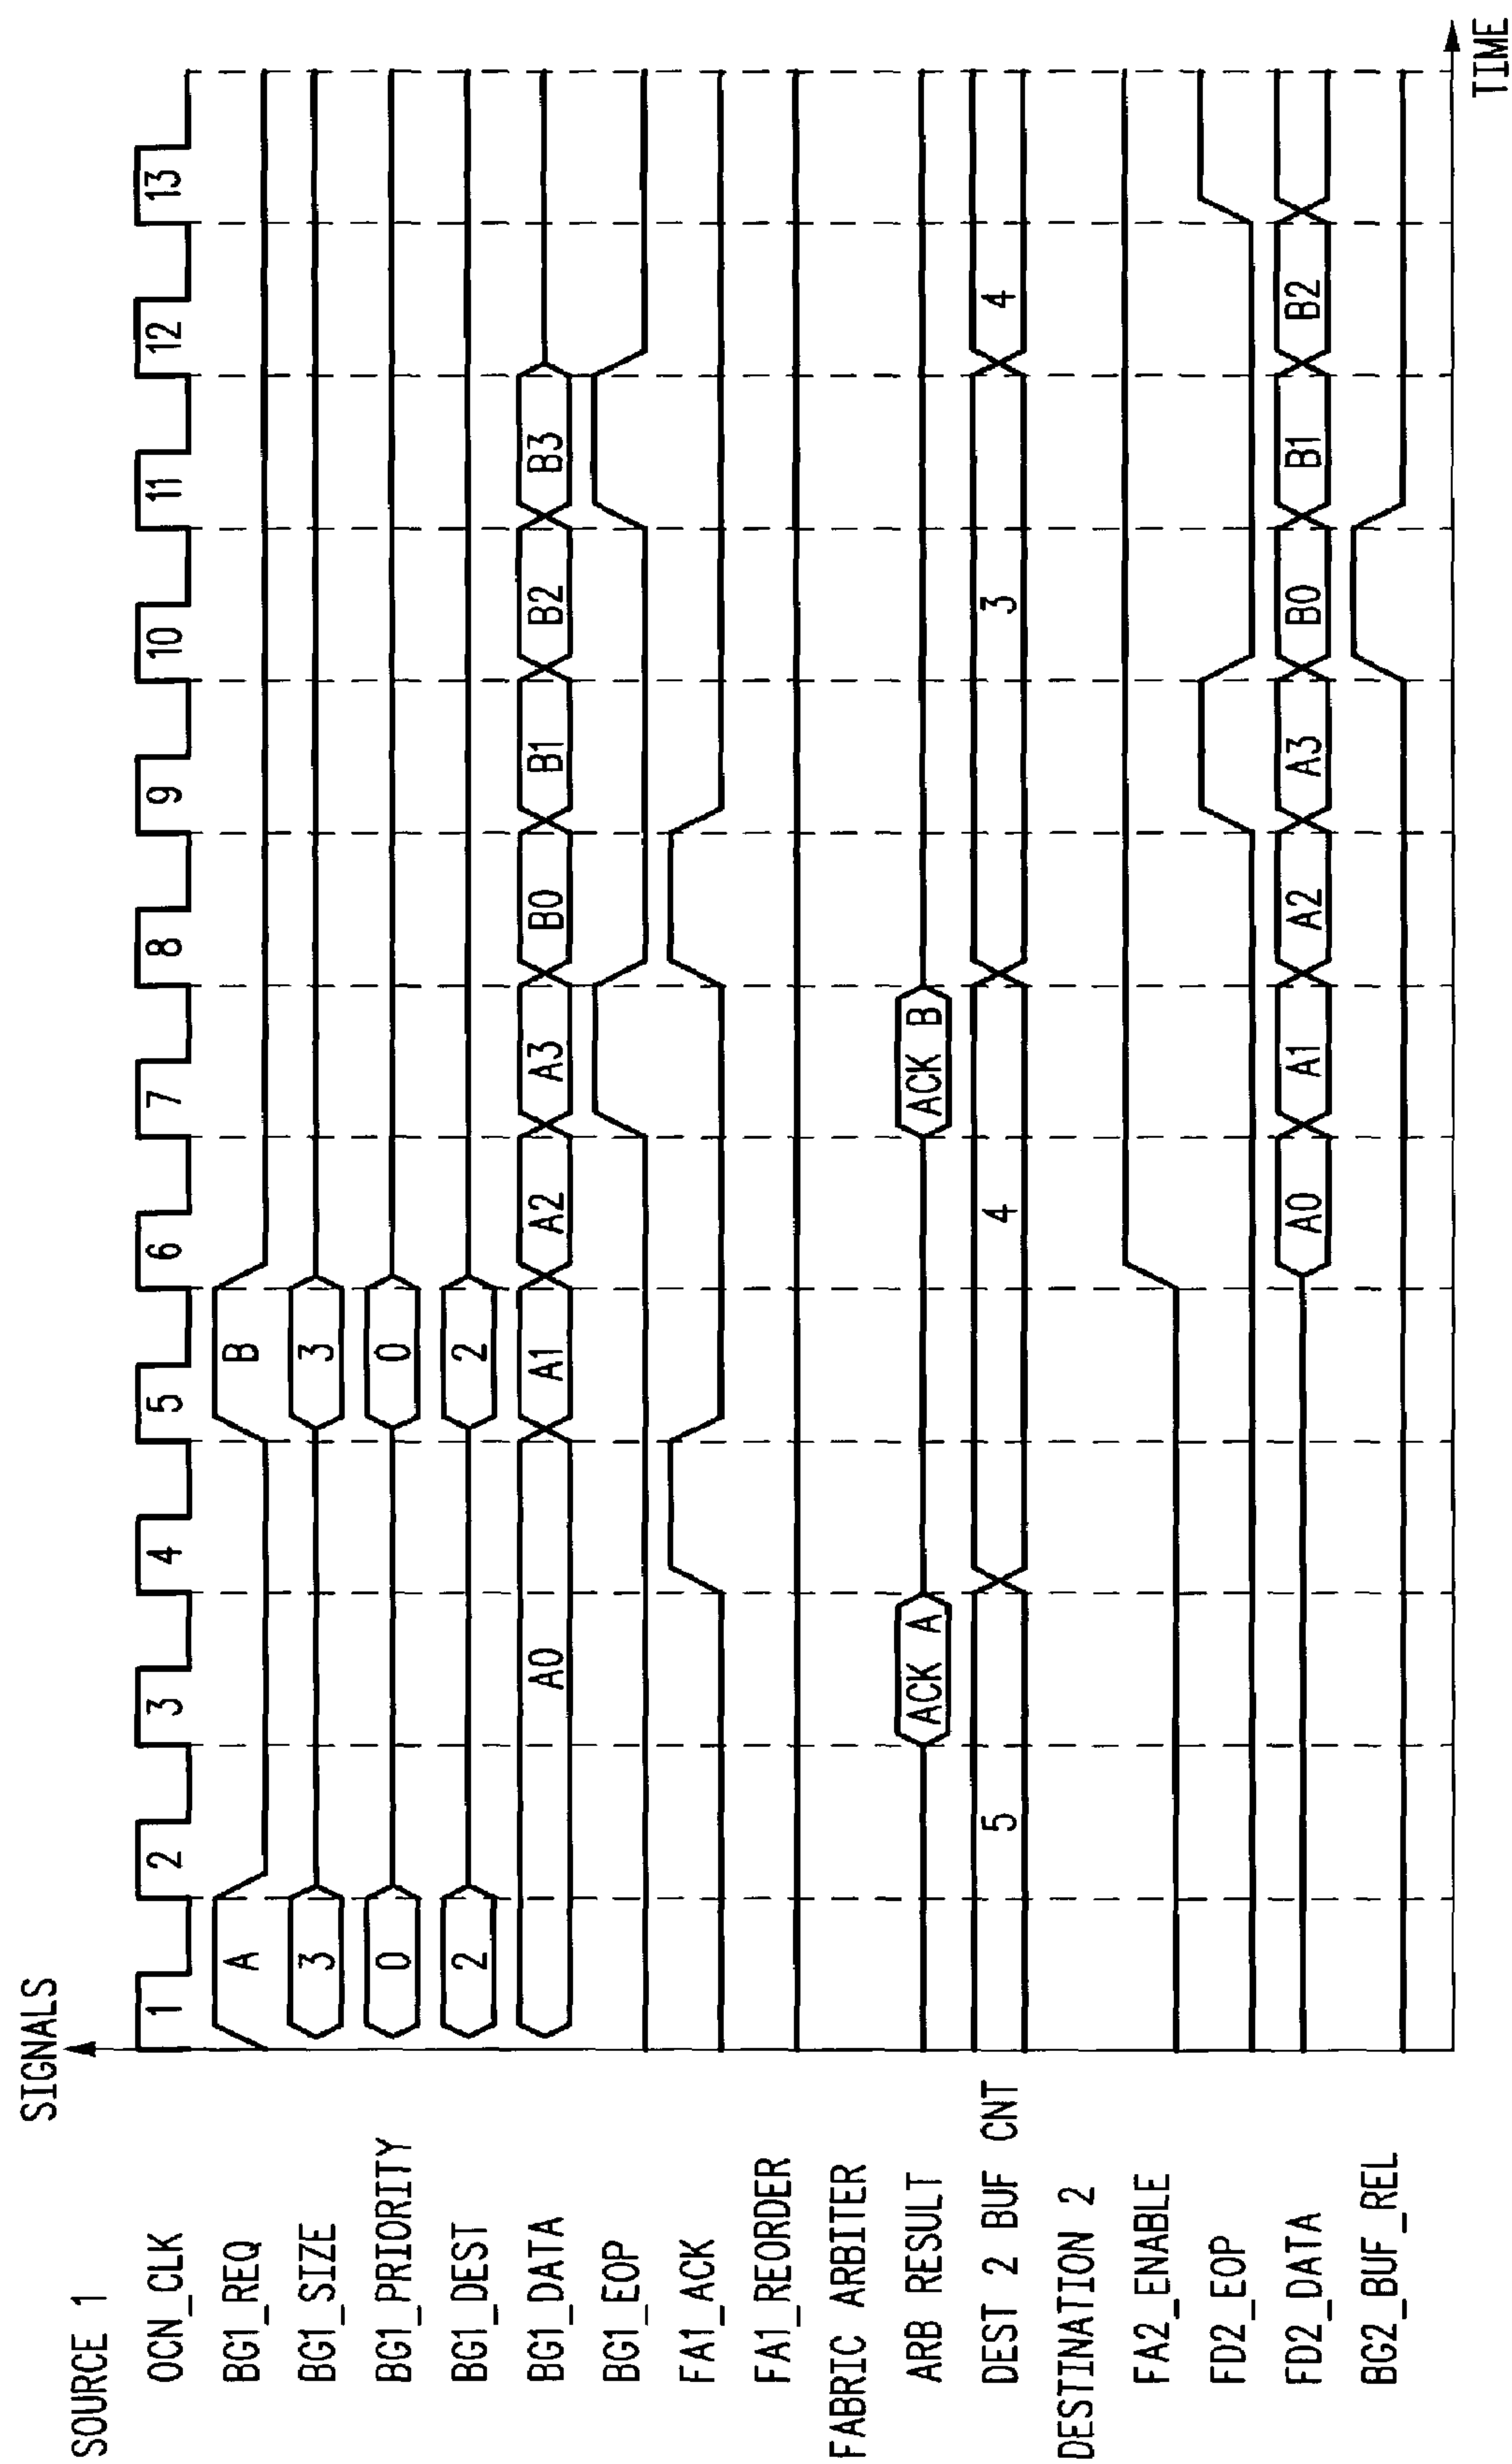 SIGNALS
SOURCE 1
OCN_CLK 1 2 3 4 5 6 7 8 9 10 11 12 13
BG1_REQ A B
BG1_SIZE 3 3
BG1_PRIORITY 0 0
BG1_DEST 2 2
BG1_DATA A0 A1 A2 A3 B0 B1 B2 B3
BG1_EOP
FA1_ACK
FA1_REORDER
FABRIC ARBITER
ARB RESULT ACK A ACK B
DEST 2 BUF CNT 5 4 3 4
DESTINATION 2
FA2_ENABLE
FD2_EOP
FD2_DATA A0 A1 A2 A3 B0 B1 B2
BG2_BUF_REL
TIME